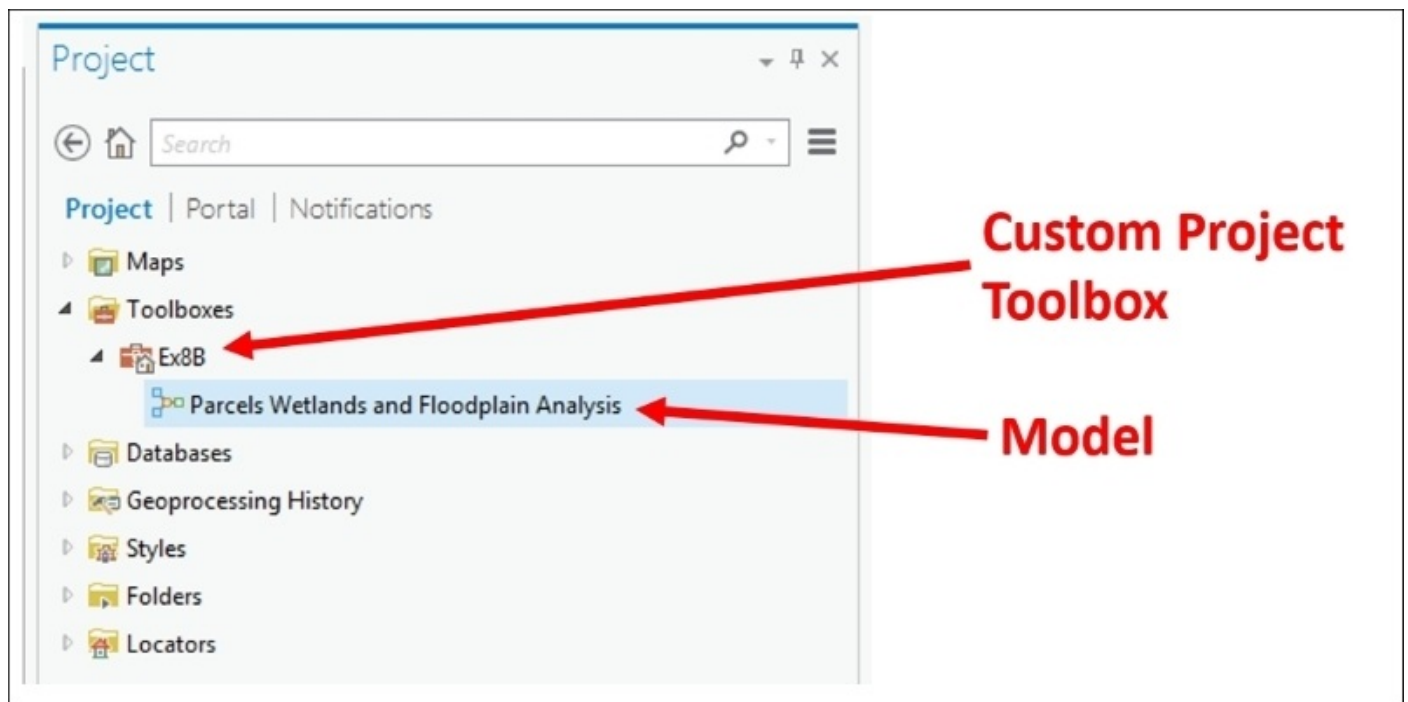 Project
Search
Project | Portal | Notifications
Maps
Toolboxes
Ex8B
Parcels Wetlands and Floodplain Analysis
Databases
Geoprocessing History
Styles
Folders
Locators
Custom Project
Toolbox
Model